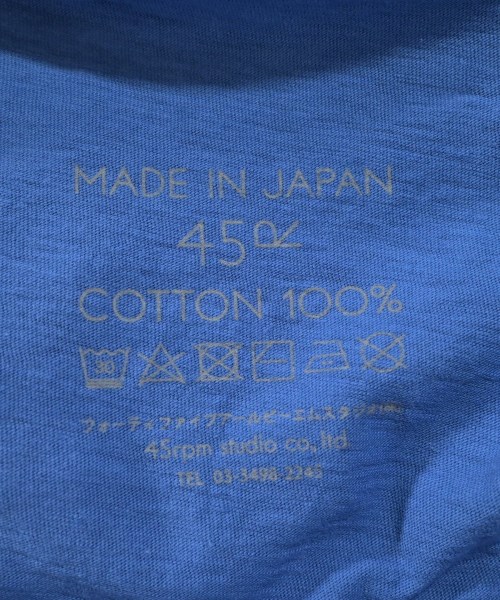 MADE IN JAPAN
45R
COTTON 100%
30
フォーティファイブアールピーエムスタジオ㈱
45rpm studio co.,ltd.
TEL 03-3498-2245